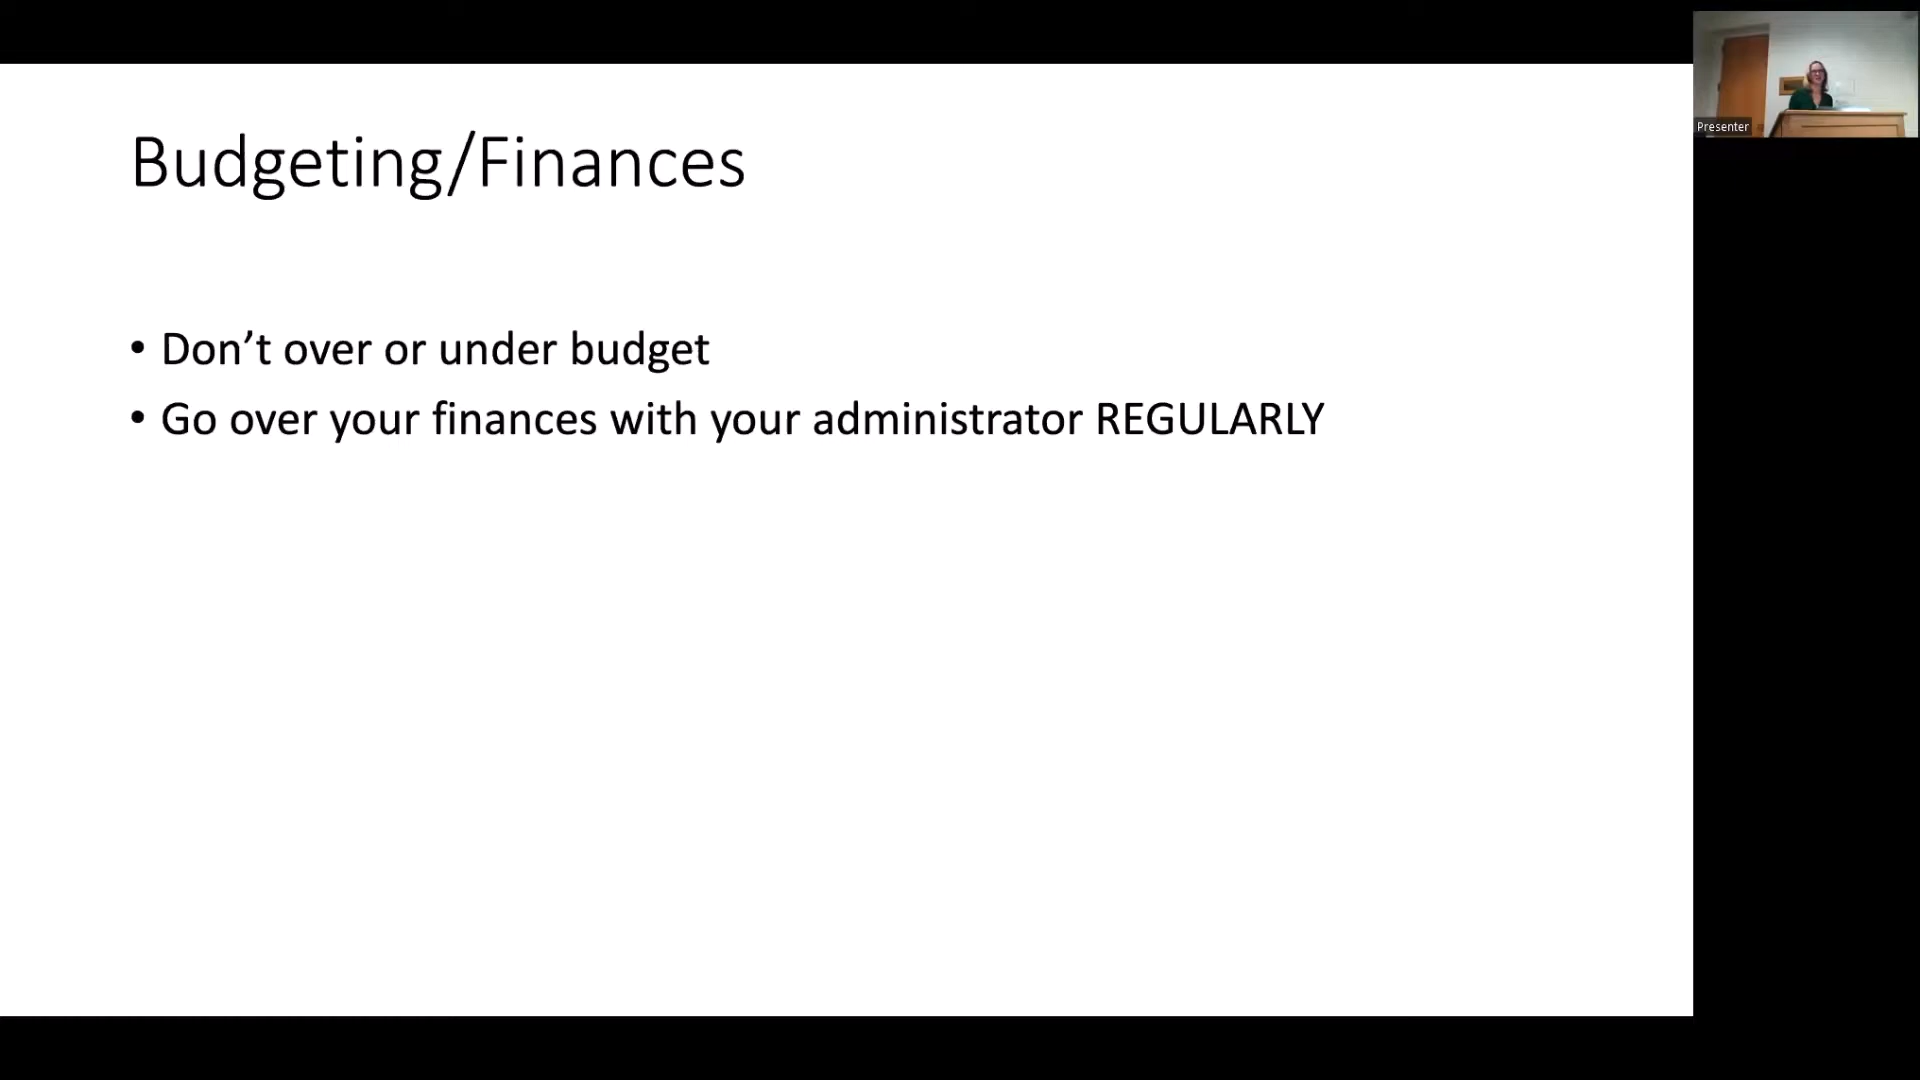 Budgeting/Finances
• Don’t over or under budget
• Go over your finances with your administrator REGULARLY
Presenter